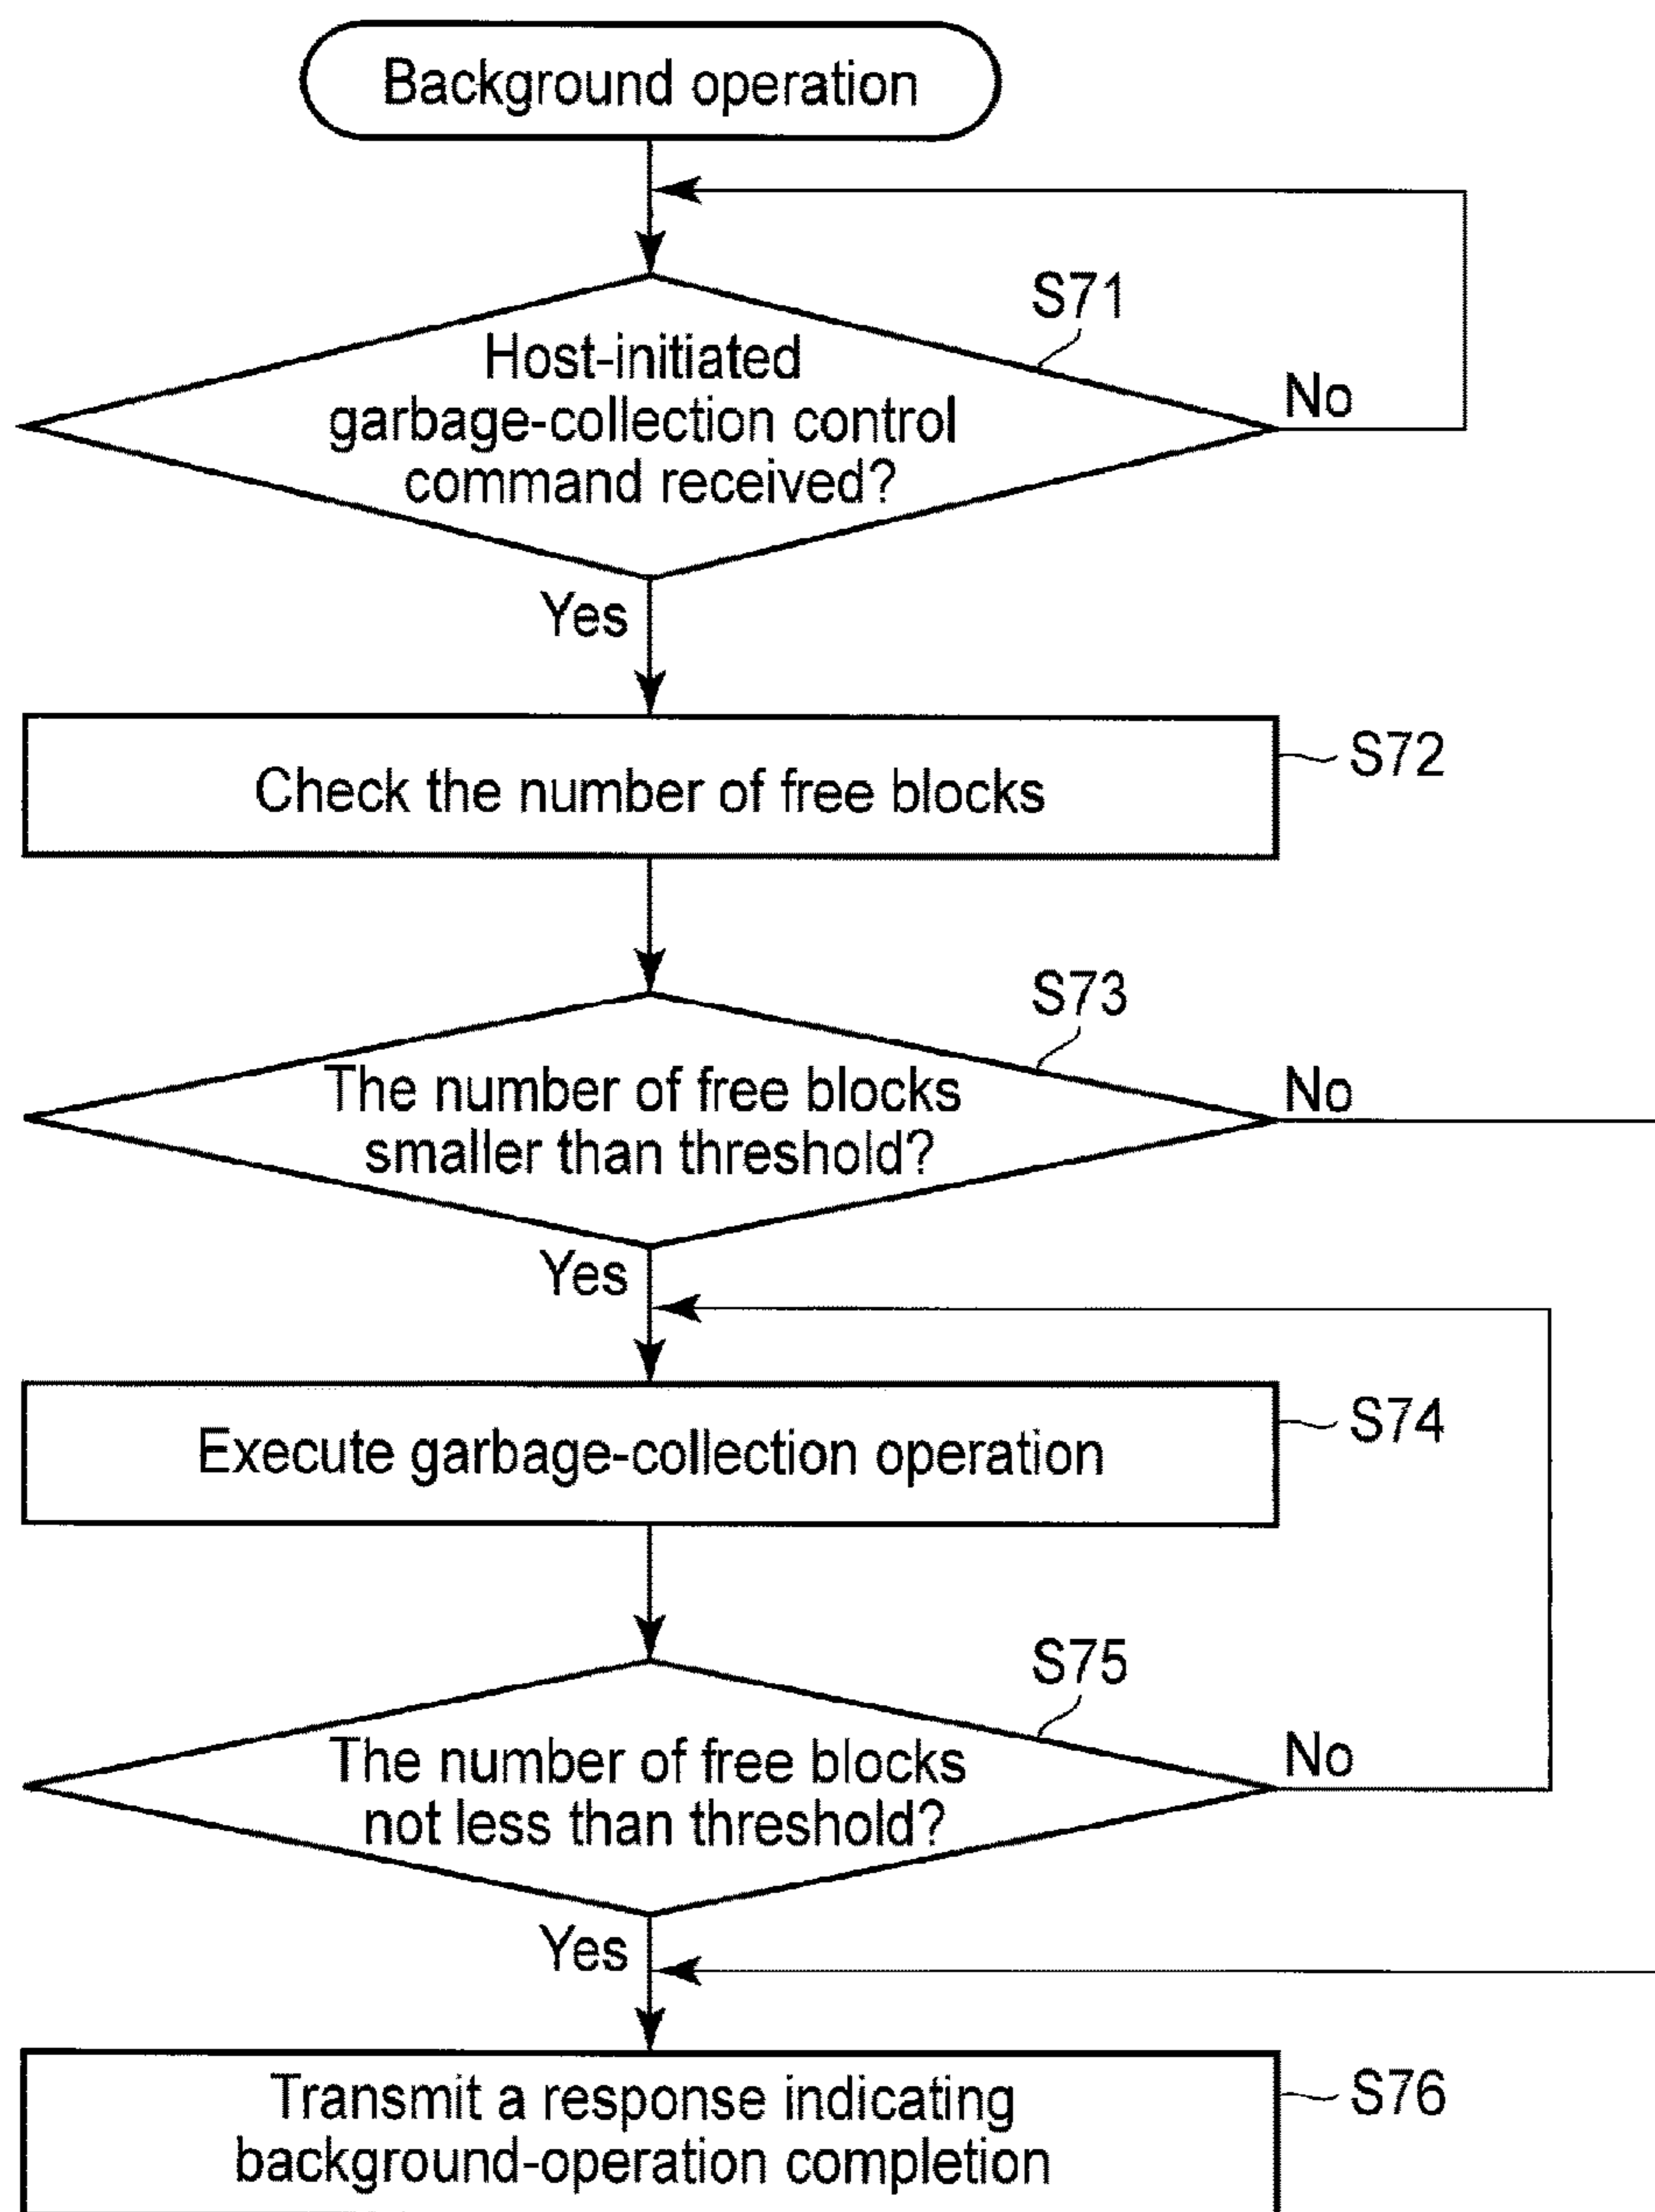 Background operation
S71
Host-initiated
garbage-collection control
command received?
No
Yes
Check the number of free blocks
S72
S73
The number of free blocks
smaller than threshold?
No
Yes
Execute garbage-collection operation
S74
S75
The number of free blocks
not less than threshold?
No
Yes
Transmit a response indicating
background-operation completion
S76